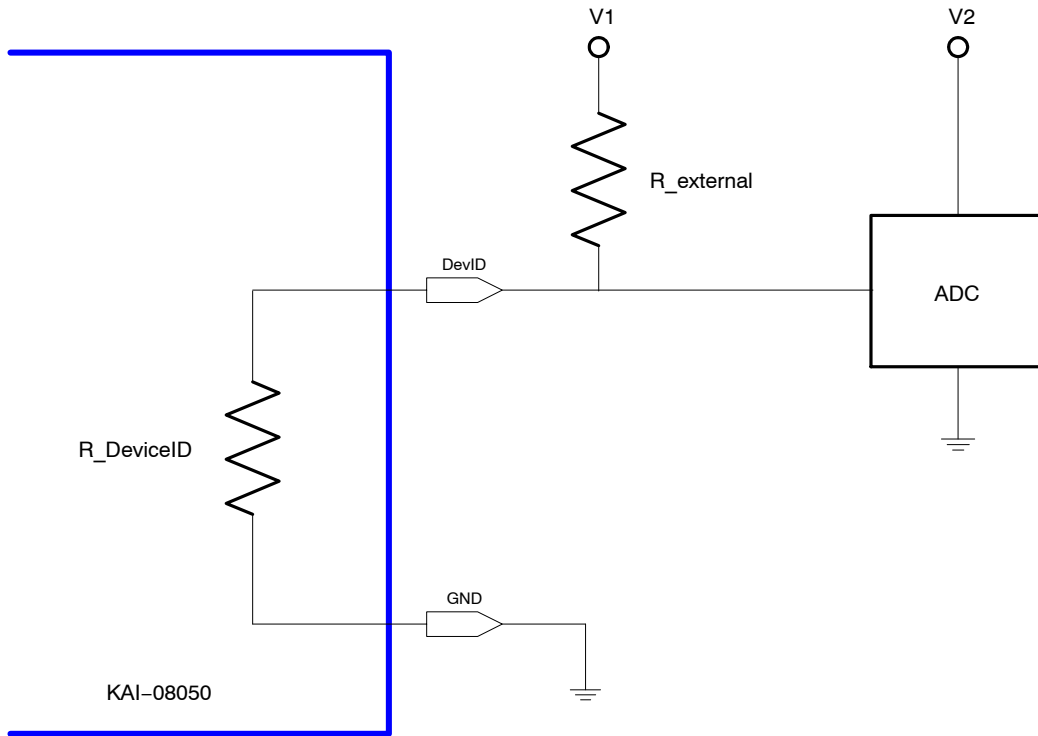 V1
V2
R_external
DevID
ADC
R_DeviceID
GND
KAI−08050